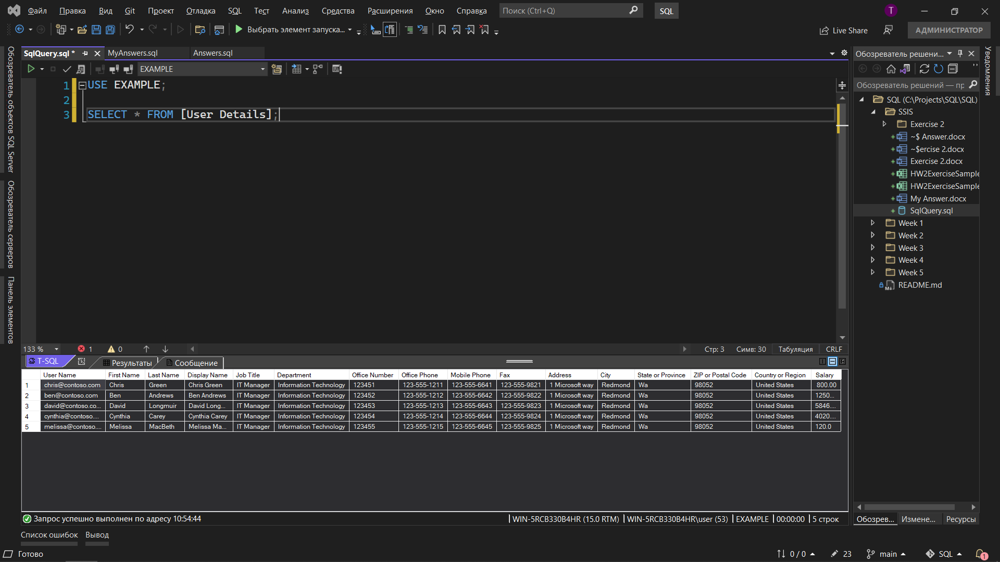 Файл Правка Вид Git Проект Отладка SQL Тест Анализ Средства Расширения Окно Справка Поиск (Ctrl+Q) SQL T
Выбрать элемент запуска... Live Share АДМИНИСТРАТОР
SqlQuery.sql * MyAnswers.sql Answers.sql
EXAMPLE
1 USE EXAMPLE;
2
3 SELECT * FROM [User Details];
133 % 1 0 Стр: 3 Симв: 30 Табуляция CRLF
T-SQL Результаты Сообщение
User Name First Name Last Name Display Name Job Title Department Office Number Office Phone Mobile Phone Fax Address City State or Province ZIP or Postal Code Country or Region Salary
1 chris@contoso.com Chris Green Chris Green IT Manager Information Technology 123451 123-555-1211 123-555-6641 123-555-9821 1 Microsoft way Redmond Wa 98052 United States 800.00
2 ben@contoso.com Ben Andrews Ben Andrews IT Manager Information Technology 123452 123-555-1212 123-555-6642 123-555-9822 1 Microsoft way Redmond Wa 98052 United States 1250...
3 david@contoso.co... David Longmuir David Long... IT Manager Information Technology 123453 123-555-1213 123-555-6643 123-555-9823 1 Microsoft way Redmond Wa 98052 United States 5846....
4 cynthia@contoso.... Cynthia Carey Cynthia Carey IT Manager Information Technology 123454 123-555-1214 123-555-6644 123-555-9824 1 Microsoft way Redmond Wa 98052 United States 4020....
5 melissa@contoso.... Melissa MacBeth Melissa Ma... IT Manager Information Technology 123455 123-555-1215 123-555-6645 123-555-9825 1 Microsoft way Redmond Wa 98052 United States 120.0
Запрос успешно выполнен по адресу 10:54:44 WIN-5RCB330B4HR (15.0 RTM) WIN-5RCB330B4HR\user (53) EXAMPLE 00:00:00 5 строк
Список ошибок Вывод
Готово 0 / 0 23 main SQL 1
Обозреватель объектов SQL Server
Обозреватель серверов
Панель элементов
Обозреватель решени...
Обозреватель решений — пр
SQL (C:\Projects\SQL\SQL)
SSIS
Exercise 2
~$ Answer.docx
~$ercise 2.docx
Exercise 2.docx
HW2ExerciseSample
HW2ExerciseSample
My Answer.docx
SqlQuery.sql
Week 1
Week 2
Week 3
Week 4
Week 5
README.md
Обозрев... Измене... Ресурсы
Уведомления